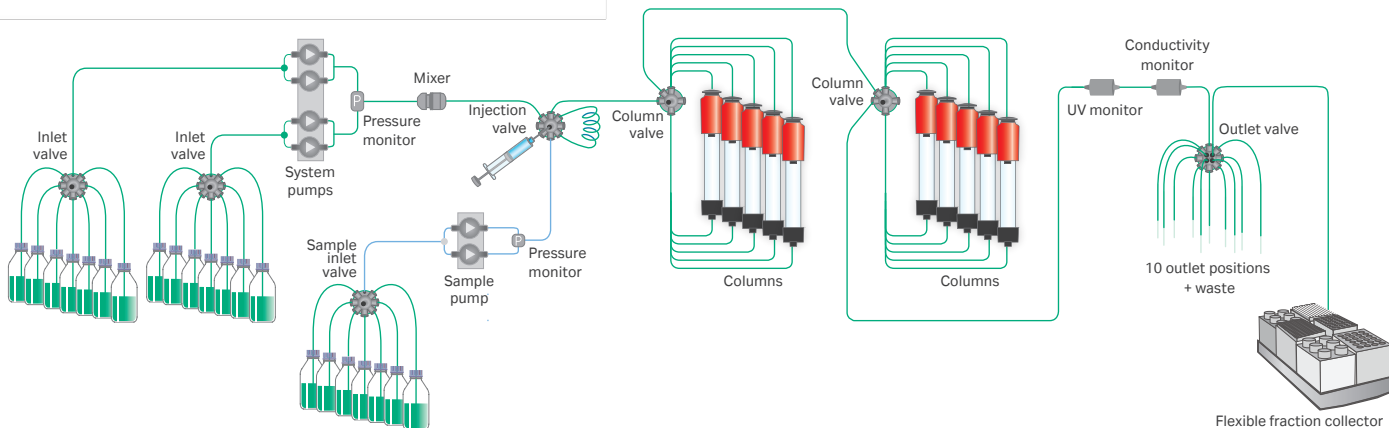 Inlet
valve
Inlet
valve
System
pumps
P
Pressure
monitor
Mixer
Injection
valve
Sample
inlet
valve
Sample
pump
P
Pressure
monitor
Column
valve
Columns
Column
valve
Columns
UV monitor
Conductivity
monitor
Outlet valve
10 outlet positions
+ waste
Flexible fraction collector